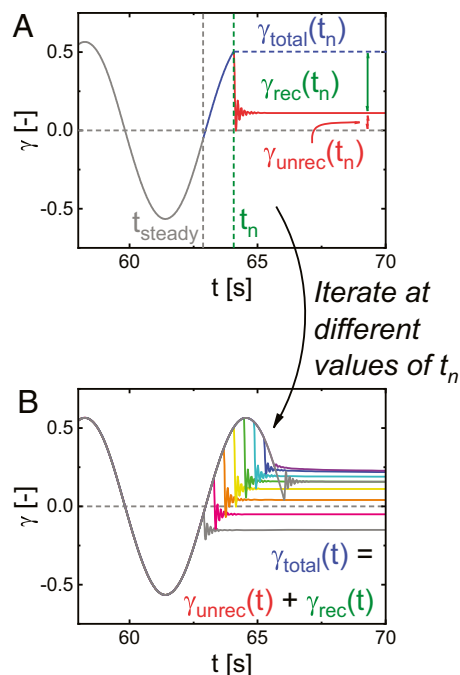 A
γtotal(tn)
0.5
γrec(tn)
γ [-]
0.0
γunrec(tn)
-0.5
tsteady
tn
60
65
70
t [s]
Iterate at
different
values of tn
B
0.5
γ [-]
0.0
γtotal(t) =
-0.5
γunrec(t) + γrec(t)
60
65
70
t [s]